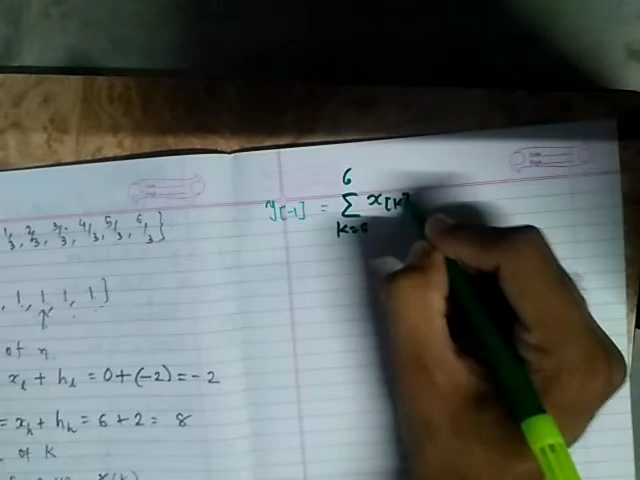 1/3, 2/3, 3/3, 4/3, 5/3, 6/3}
, 1, 1, 1, 1}
↑
of n
x_l + h_l = 0 + (-2) = -2
= x_h + h_h = 6 + 2 = 8
of K
y[-1] = 6 Σ K=0 x[K]